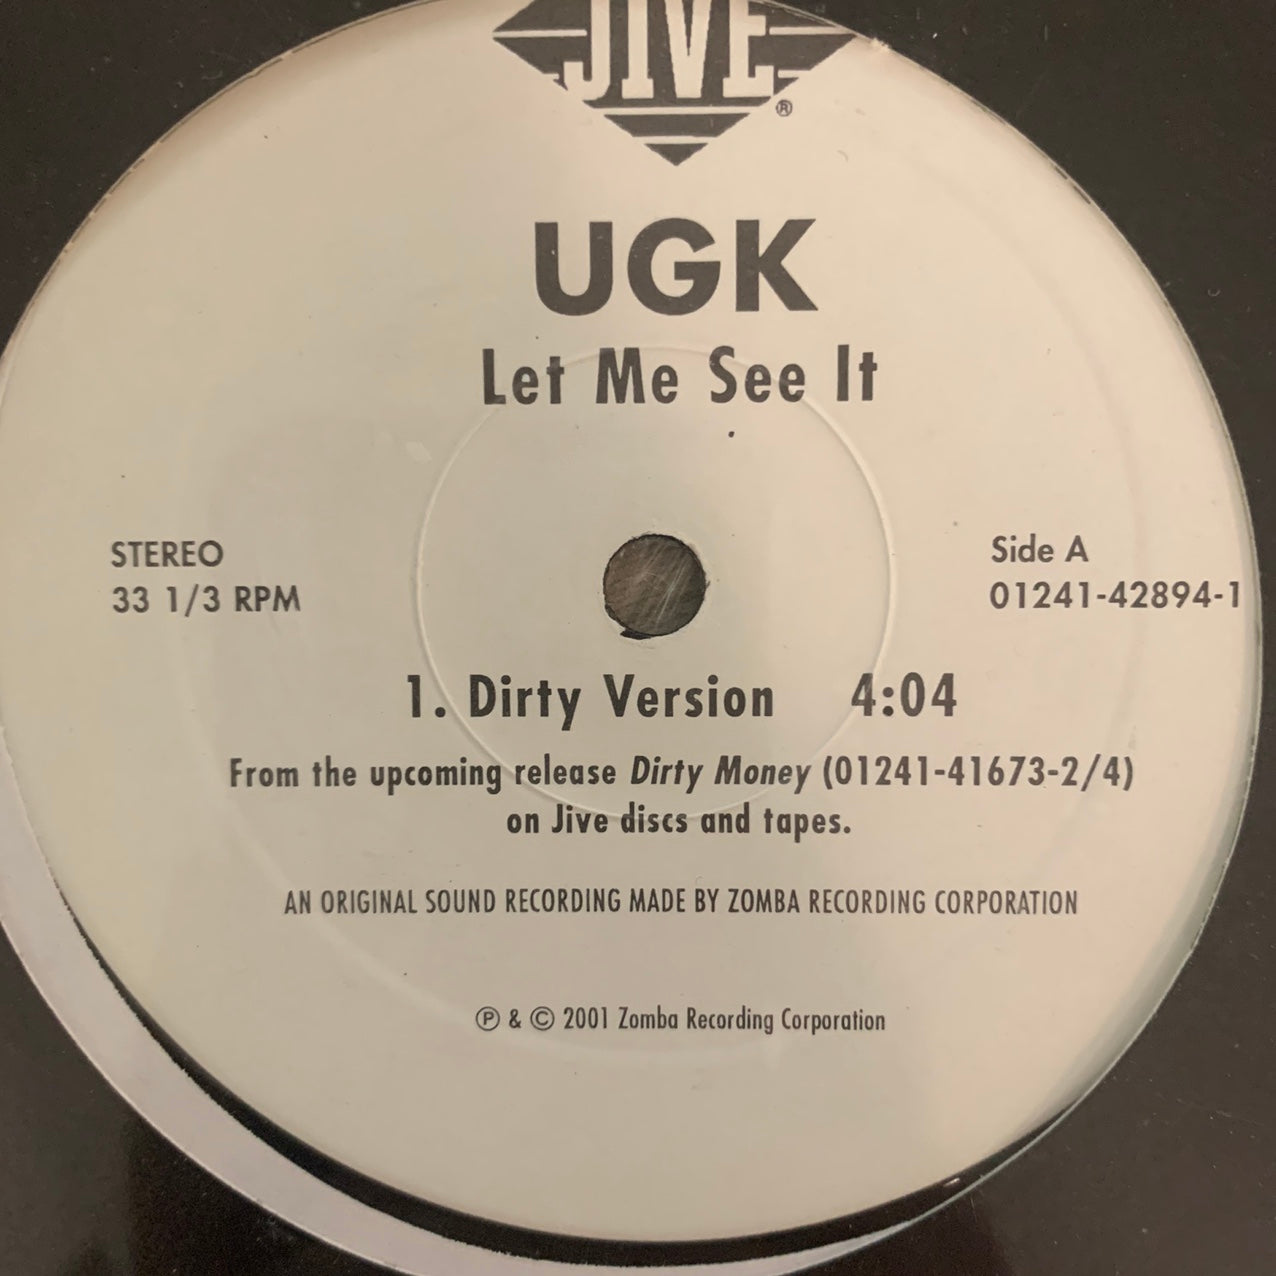 JIVE®
UGK
Let Me See It
STEREO
33 1/3 RPM
Side A
01241-42894-1
1. Dirty Version 4:04
From the upcoming release Dirty Money (01241-41673-2/4)
on Jive discs and tapes.
AN ORIGINAL SOUND RECORDING MADE BY ZOMBA RECORDING CORPORATION
℗ & © 2001 Zomba Recording Corporation